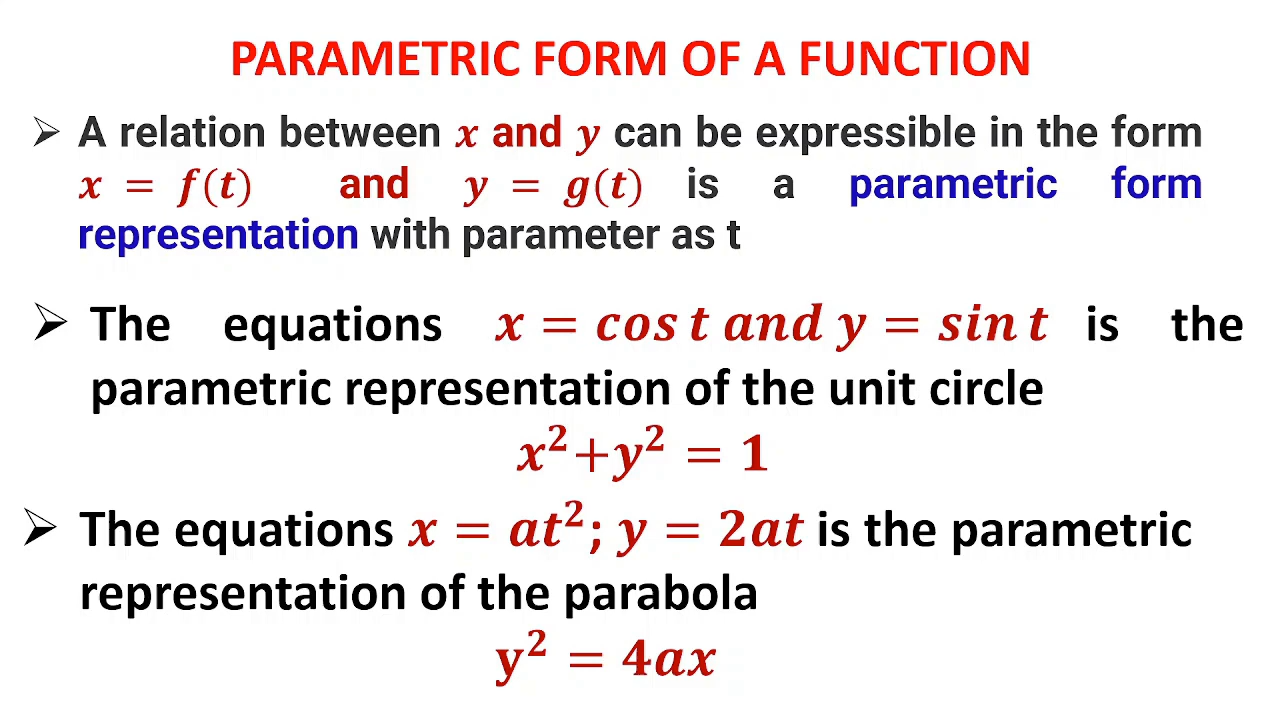 PARAMETRIC FORM OF A FUNCTION
➢ A relation between x and y can be expressible in the form
x = f(t) and y = g(t) is a parametric form
representation with parameter as t
➢ The equations x = cos t and y = sin t is the
parametric representation of the unit circle
x²+y² = 1
➢ The equations x = at²; y = 2at is the parametric
representation of the parabola
y² = 4ax